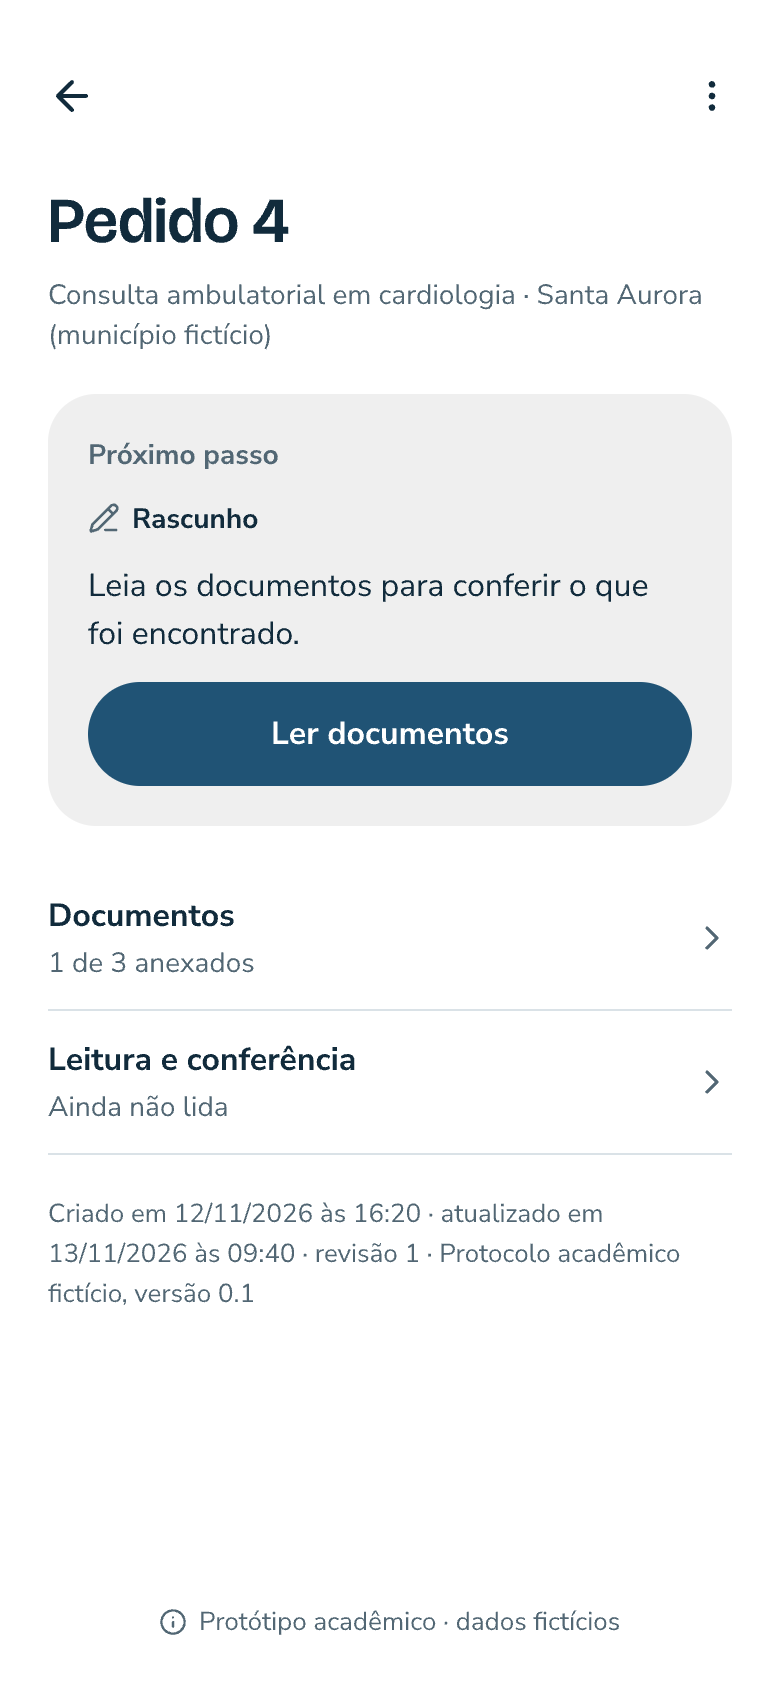 Pedido 4
Consulta ambulatorial em cardiologia · Santa Aurora
(município fictício)
Próximo passo
Rascunho
Leia os documentos para conferir o que
foi encontrado.
Ler documentos
Documentos
1 de 3 anexados
Leitura e conferência
Ainda não lida
Criado em 12/11/2026 às 16:20 · atualizado em
13/11/2026 às 09:40 · revisão 1 · Protocolo acadêmico
fictício, versão 0.1
Protótipo acadêmico · dados fictícios